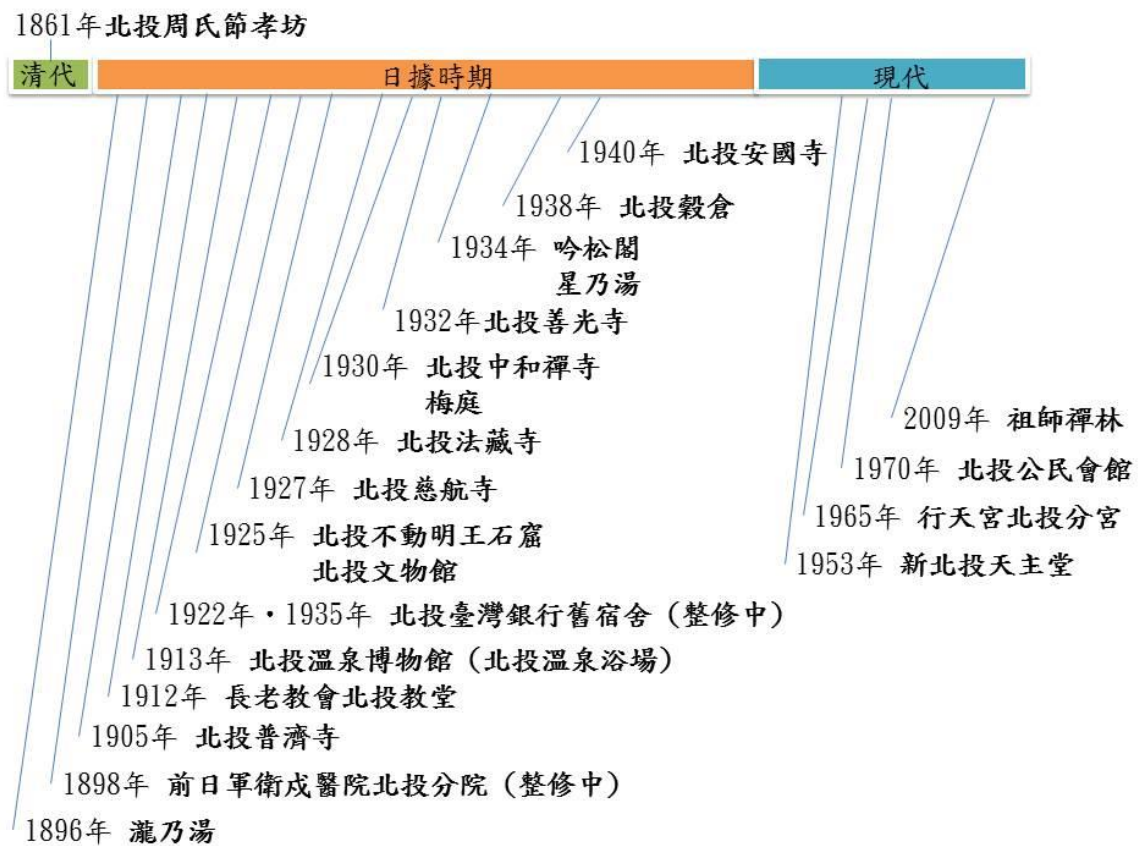 1861年北投周氏節孝坊
清代
日據時期
現代
1940年 北投安國寺
1938年 北投穀倉
1934年 吟松閣
星乃湯
1932年北投善光寺
1930年 北投中和禪寺
梅庭
1928年 北投法藏寺
1927年 北投慈航寺
1925年 北投不動明王石窟
北投文物館
1922年・1935年 北投臺灣銀行舊宿舍（整修中）
1913年 北投溫泉博物館（北投溫泉浴場）
1912年 長老教會北投教堂
1905年 北投普濟寺
1898年 前日軍衛戍醫院北投分院（整修中）
1896年 瀧乃湯
2009年 祖師禪林
1970年 北投公民會館
1965年 行天宮北投分宮
1953年 新北投天主堂